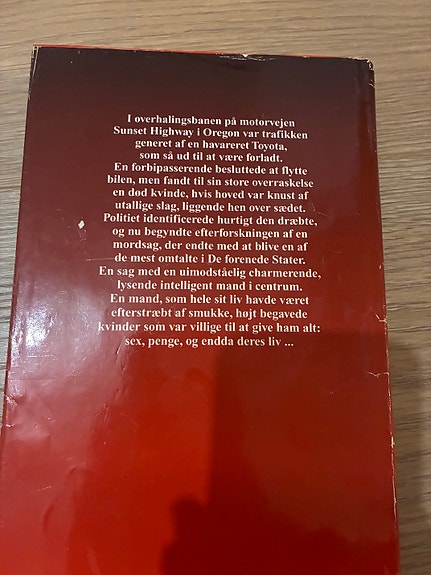 I overhalingsbanen på motorvejen
Sunset Highway i Oregon var trafikken
generet af en havareret Toyota,
som så ud til at være forladt.
En forbipasserende besluttede at flytte
bilen, men fandt til sin store overraskelse
en død kvinde, hvis hoved var knust af
utallige slag, liggende hen over sædet.
Politiet identificerede hurtigt den dræbte,
og nu begyndte efterforskningen af en
mordsag, der endte med at blive en af
de mest omtalte i De forenede Stater.
En sag med en uimodståelig charmerende,
lysende intelligent mand i centrum.
En mand, som hele sit liv havde været
efterstræbt af smukke, højt begavede
kvinder som var villige til at give ham alt:
sex, penge, og endda deres liv ...